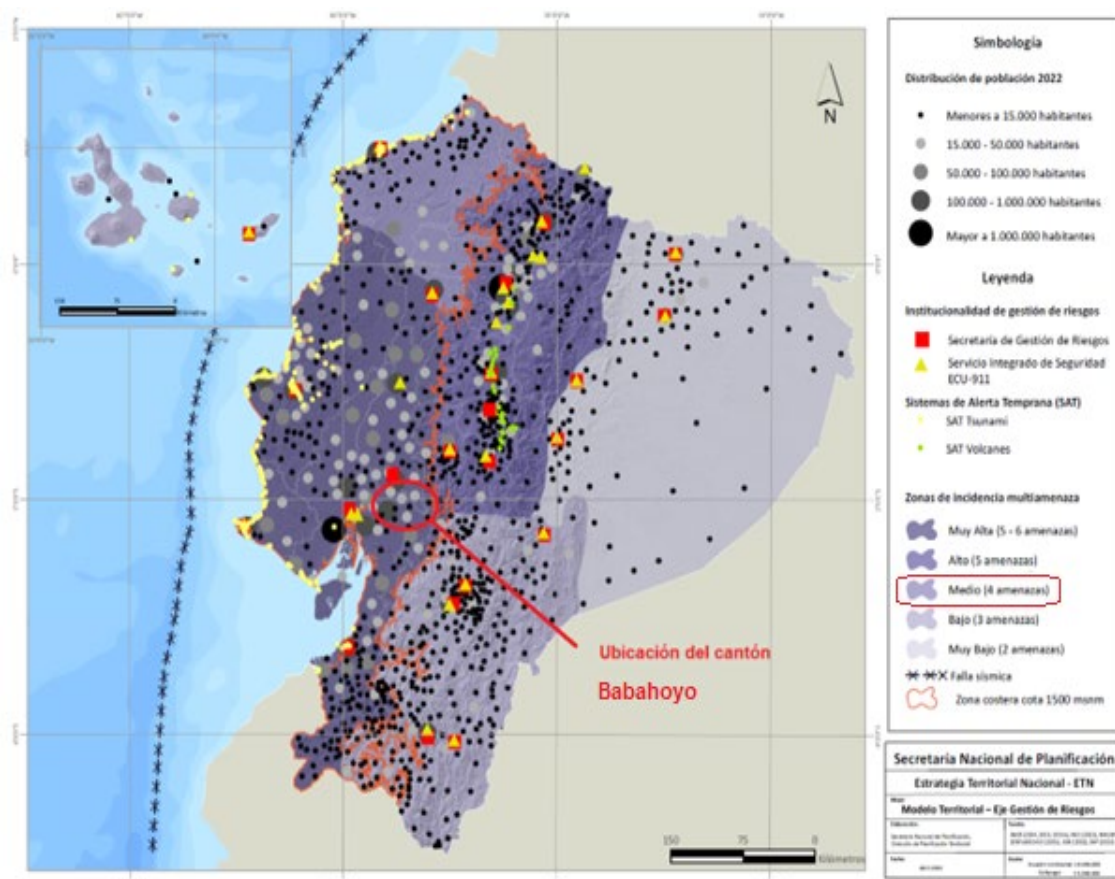 Simbología
Distribución de población 2022
Menores a 15.000 habitantes
15.000 - 50.000 habitantes
50.000 - 100.000 habitantes
100.000 - 1.000.000 habitantes
Mayor a 1.000.000 habitantes
Leyenda
Institucionalidad de gestión de riesgos
Secretaría de Gestión de Riesgos
Servicio Integrado de Seguridad
ECU-911
Sistemas de Alerta Temprana (SAT)
SAT Tsunami
SAT Volcanes
Zonas de incidencia multiamenaza
Muy Alta (5 - 6 amenazas)
Alto (5 amenazas)
Medio (4 amenazas)
Bajo (3 amenazas)
Muy Bajo (2 amenazas)
Falla sísmica
Zona costera cota 1500 msnm
N
Ubicación del cantón
Babahoyo
150 75 0
Kilómetros
Secretaría Nacional de Planificación
Estrategia Territorial Nacional - ETN
Modelo Territorial – Eje Gestión de Riesgos